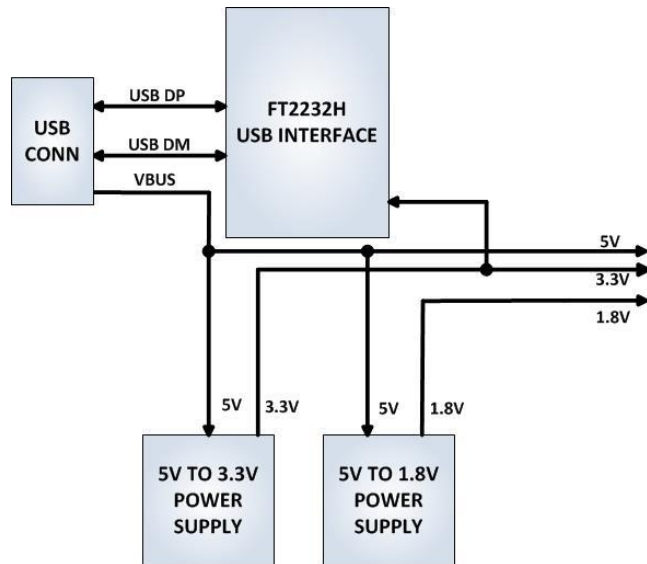 USB
CONN
USB DP
USB DM
VBUS
FT2232H
USB INTERFACE
5V
3.3V
1.8V
5V
3.3V
5V
1.8V
5V TO 3.3V
POWER
SUPPLY
5V TO 1.8V
POWER
SUPPLY